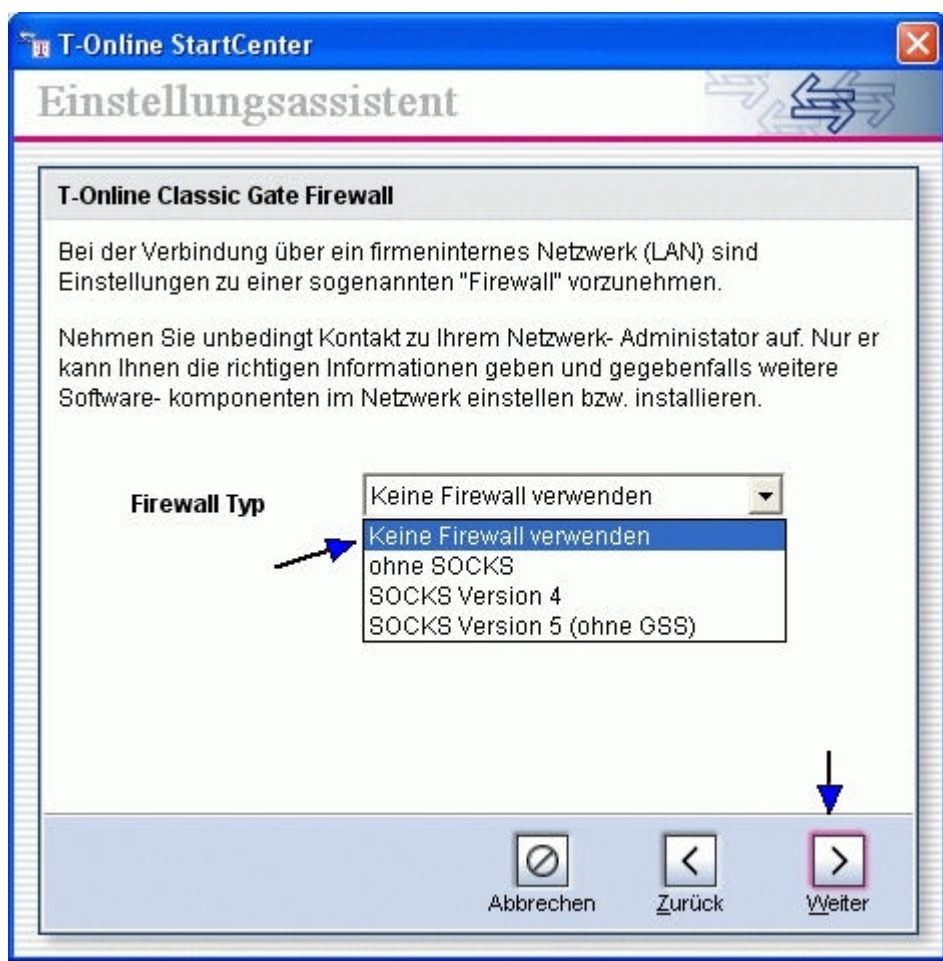 T-Online StartCenter
Einstellungsassistent
T-Online Classic Gate Firewall
Bei der Verbindung über ein firmeninternes Netzwerk (LAN) sind
Einstellungen zu einer sogenannten "Firewall" vorzunehmen.
Nehmen Sie unbedingt Kontakt zu Ihrem Netzwerk- Administator auf. Nur er
kann Ihnen die richtigen Informationen geben und gegebenfalls weitere
Software- komponenten im Netzwerk einstellen bzw. installieren.
Firewall Typ
Keine Firewall verwenden
Keine Firewall verwenden
ohne SOCKS
SOCKS Version 4
SOCKS Version 5 (ohne GSS)
Abbrechen Zurück Weiter